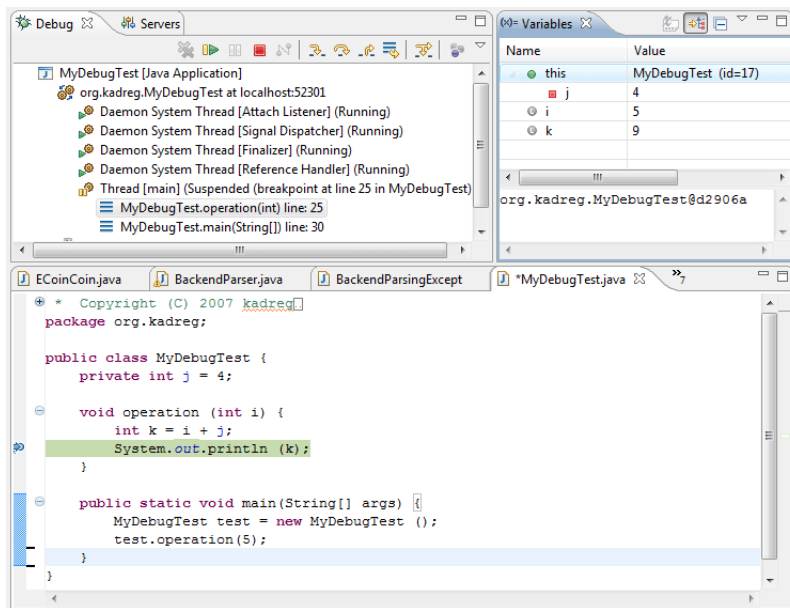 Debug
Servers
MyDebugTest [Java Application]
org.kadreg.MyDebugTest at localhost:52301
Daemon System Thread [Attach Listener] (Running)
Daemon System Thread [Signal Dispatcher] (Running)
Daemon System Thread [Finalizer] (Running)
Daemon System Thread [Reference Handler] (Running)
Thread [main] (Suspended (breakpoint at line 25 in MyDebugTest)
MyDebugTest.operation(int) line: 25
MyDebugTest.main(String[]) line: 30
(x)= Variables
Name Value
this MyDebugTest (id=17)
j 4
i 5
k 9
org.kadreg.MyDebugTest@d2906a
ECoinCoin.java
BackendParser.java
BackendParsingExcept
*MyDebugTest.java
»7
* Copyright (C) 2007 kadreg
package org.kadreg;
public class MyDebugTest {
private int j = 4;
void operation (int i) {
int k = i + j;
System.out.println (k);
}
public static void main(String[] args) {
MyDebugTest test = new MyDebugTest ();
test.operation(5);
}
}